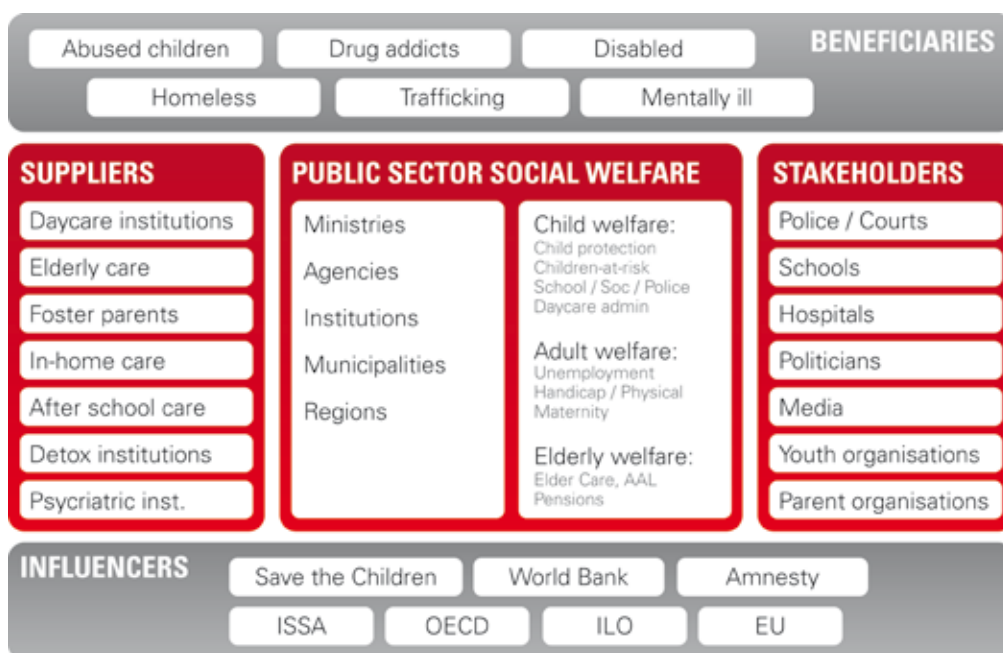 BENEFICIARIES
Abused children
Drug addicts
Disabled
Homeless
Trafficking
Mentally ill
SUPPLIERS
Daycare institutions
Elderly care
Foster parents
In-home care
After school care
Detox institutions
Psycriatric inst.
PUBLIC SECTOR SOCIAL WELFARE
Ministries
Agencies
Institutions
Municipalities
Regions
Child welfare:
Child protection
Children-at-risk
School / Soc / Police
Daycare admin
Adult welfare:
Unemployment
Handicap / Physical
Maternity
Elderly welfare:
Elder Care, AAL
Pensions
STAKEHOLDERS
Police / Courts
Schools
Hospitals
Politicians
Media
Youth organisations
Parent organisations
INFLUENCERS
Save the Children
World Bank
Amnesty
ISSA
OECD
ILO
EU